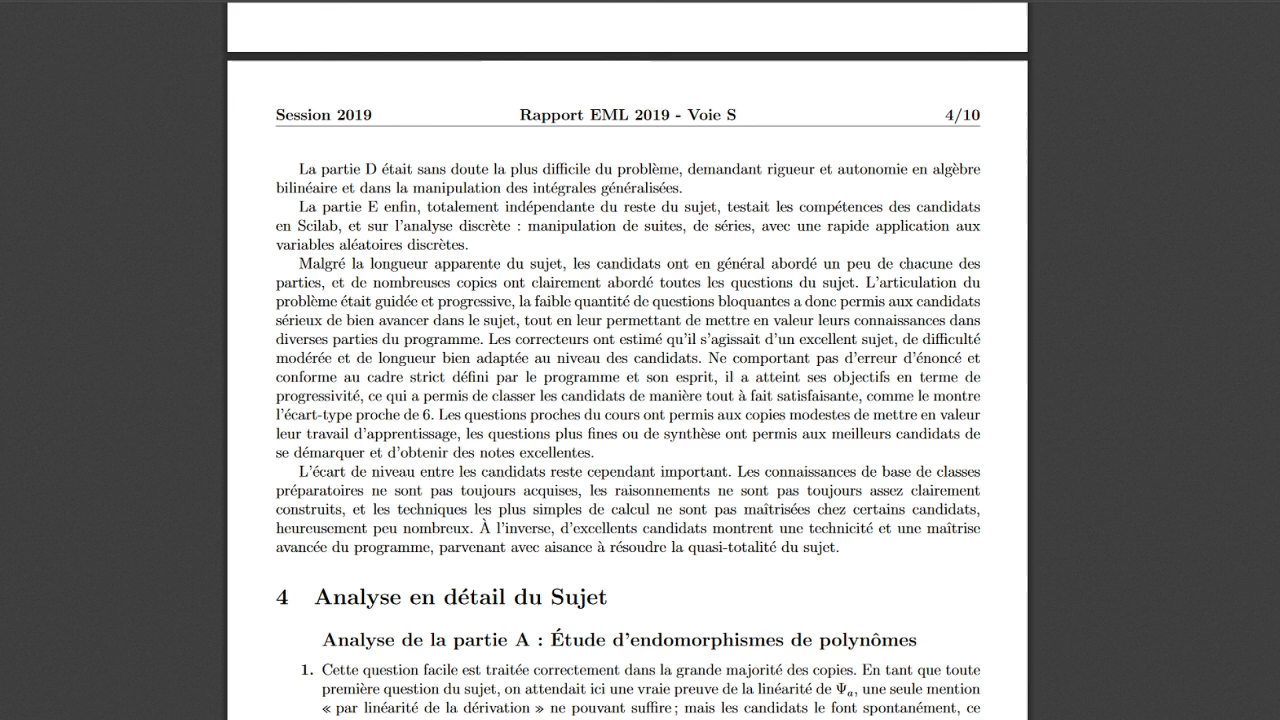 Session 2019 Rapport EML 2019 - Voie S 4/10
La partie D était sans doute la plus difficile du problème, demandant rigueur et autonomie en algèbre
bilinéaire et dans la manipulation des intégrales généralisées.
La partie E enfin, totalement indépendante du reste du sujet, testait les compétences des candidats
en Scilab, et sur l'analyse discrète : manipulation de suites, de séries, avec une rapide application aux
variables aléatoires discrètes.
Malgré la longueur apparente du sujet, les candidats ont en général abordé un peu de chacune des
parties, et de nombreuses copies ont clairement abordé toutes les questions du sujet. L'articulation du
problème était guidée et progressive, la faible quantité de questions bloquantes a donc permis aux candidats
sérieux de bien avancer dans le sujet, tout en leur permettant de mettre en valeur leurs connaissances dans
diverses parties du programme. Les correcteurs ont estimé qu'il s'agissait d'un excellent sujet, de difficulté
modérée et de longueur bien adaptée au niveau des candidats. Ne comportant pas d'erreur d'énoncé et
conforme au cadre strict défini par le programme et son esprit, il a atteint ses objectifs en terme de
progressivité, ce qui a permis de classer les candidats de manière tout à fait satisfaisante, comme le montre
l'écart-type proche de 6. Les questions proches du cours ont permis aux copies modestes de mettre en valeur
leur travail d'apprentissage, les questions plus fines ou de synthèse ont permis aux meilleurs candidats de
se démarquer et d'obtenir des notes excellentes.
L'écart de niveau entre les candidats reste cependant important. Les connaissances de base de classes
préparatoires ne sont pas toujours acquises, les raisonnements ne sont pas toujours assez clairement
construits, et les techniques les plus simples de calcul ne sont pas maîtrisées chez certains candidats,
heureusement peu nombreux. À l'inverse, d'excellents candidats montrent une technicité et une maîtrise
avancée du programme, parvenant avec aisance à résoudre la quasi-totalité du sujet.
4 Analyse en détail du Sujet
Analyse de la partie A : Étude d'endomorphismes de polynômes
1. Cette question facile est traitée correctement dans la grande majorité des copies. En tant que toute
première question du sujet, on attendait ici une vraie preuve de la linéarité de Ψₐ, une seule mention
« par linéarité de la dérivation » ne pouvant suffire ; mais les candidats le font spontanément, ce